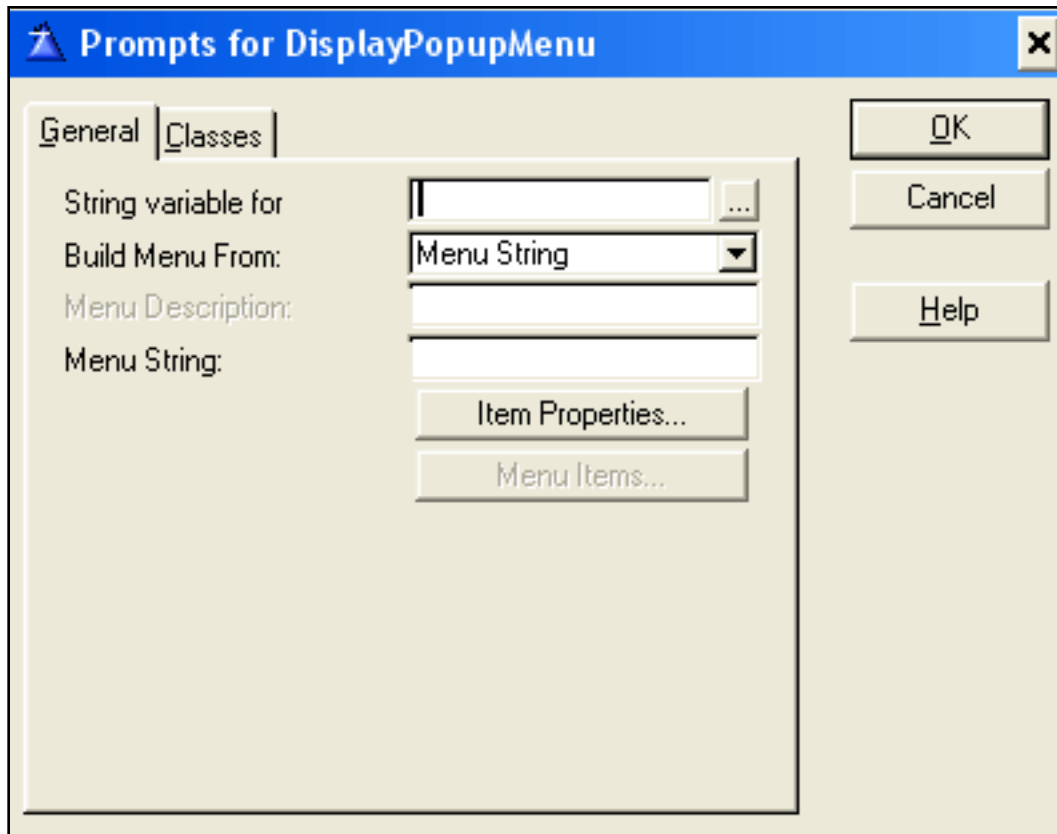 Prompts for DisplayPopupMenu
General Classes
OK
String variable for ...
Cancel
Build Menu From: Menu String
Menu Description:
Help
Menu String:
Item Properties...
Menu Items...